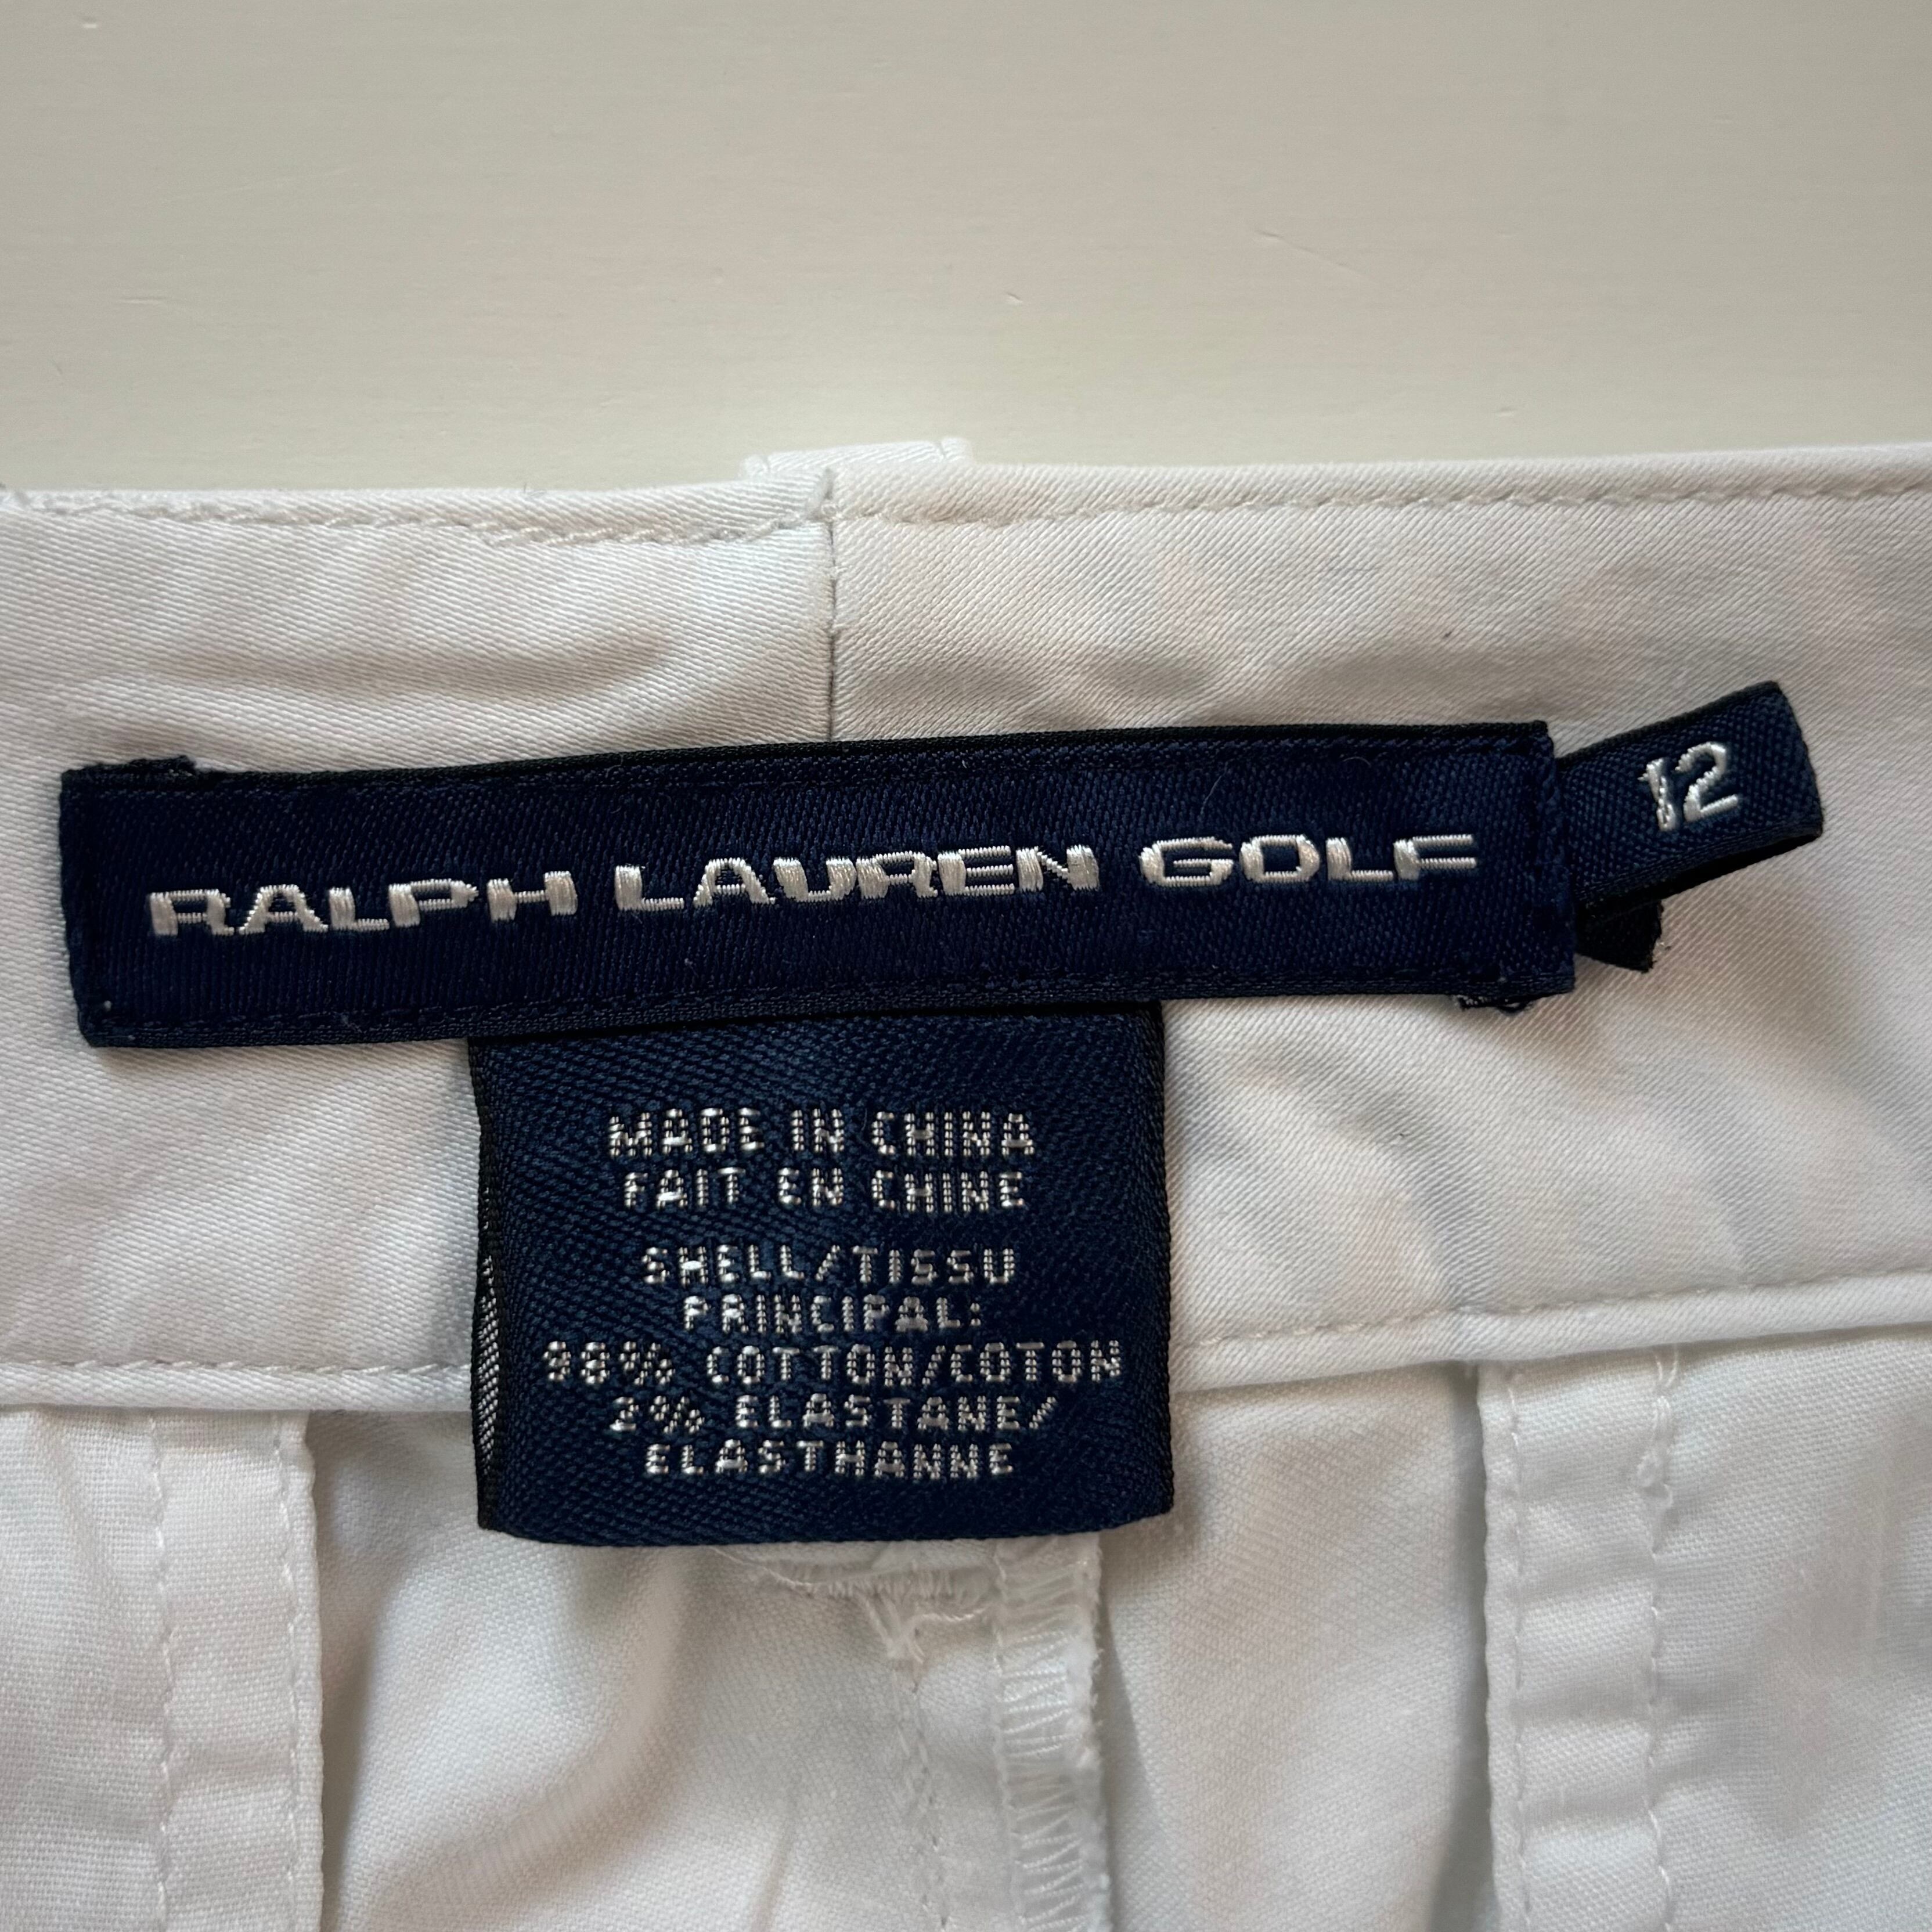 RALPH LAUREN GOLF
12
MADE IN CHINA
FAIT EN CHINE
SHELL/TISSU
PRINCIPAL:
98% COTTON/COTON
2% ELASTANE/
ELASTHANNE